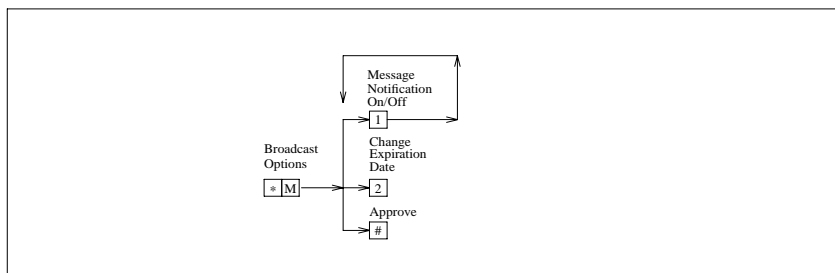 Message
Notification
On/Off
1
Change
Expiration
Date
Broadcast
Options
* M
2
Approve
#